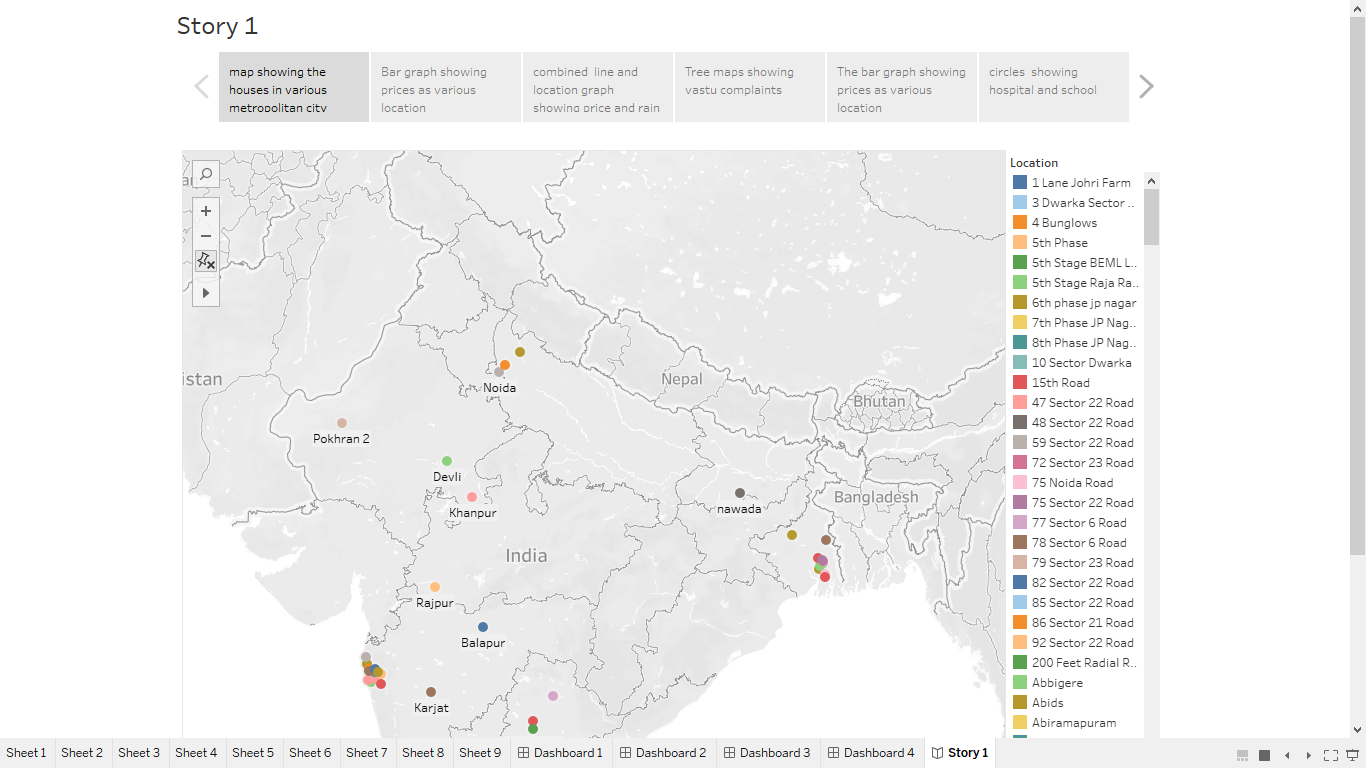 Story 1
map showing the
houses in various
metropolitan city
Bar graph showing
prices as various
location
combined line and
location graph
showing price and rain
Tree maps showing
vastu complaints
The bar graph showing
prices as various
location
circles showing
hospital and school
istan
Nepal
Bhutan
Bangladesh
India
Noida
Pokhran 2
Devli
Khanpur
nawada
Rajpur
Balapur
Karjat
Location
1 Lane Johri Farm
3 Dwarka Sector ..
4 Bunglows
5th Phase
5th Stage BEML L..
5th Stage Raja Ra..
6th phase jp nagar
7th Phase JP Nag..
8th Phase JP Nag..
10 Sector Dwarka
15th Road
47 Sector 22 Road
48 Sector 22 Road
59 Sector 22 Road
72 Sector 23 Road
75 Noida Road
75 Sector 22 Road
77 Sector 6 Road
78 Sector 6 Road
79 Sector 23 Road
82 Sector 22 Road
85 Sector 22 Road
86 Sector 21 Road
92 Sector 22 Road
200 Feet Radial R..
Abbigere
Abids
Abiramapuram
Sheet 1 Sheet 2 Sheet 3 Sheet 4 Sheet 5 Sheet 6 Sheet 7 Sheet 8 Sheet 9 Dashboard 1 Dashboard 2 Dashboard 3 Dashboard 4 Story 1